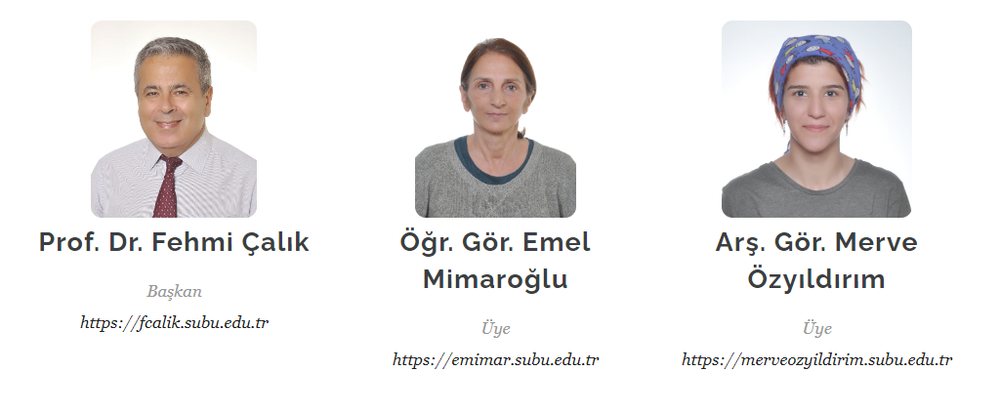 Prof. Dr. Fehmi Çalık
Başkan
https://fcalik.subu.edu.tr
Öğr. Gör. Emel
Mimaroğlu
Üye
https://emimar.subu.edu.tr
Arş. Gör. Merve
Özyıldırım
Üye
https://merveozyildirim.subu.edu.tr